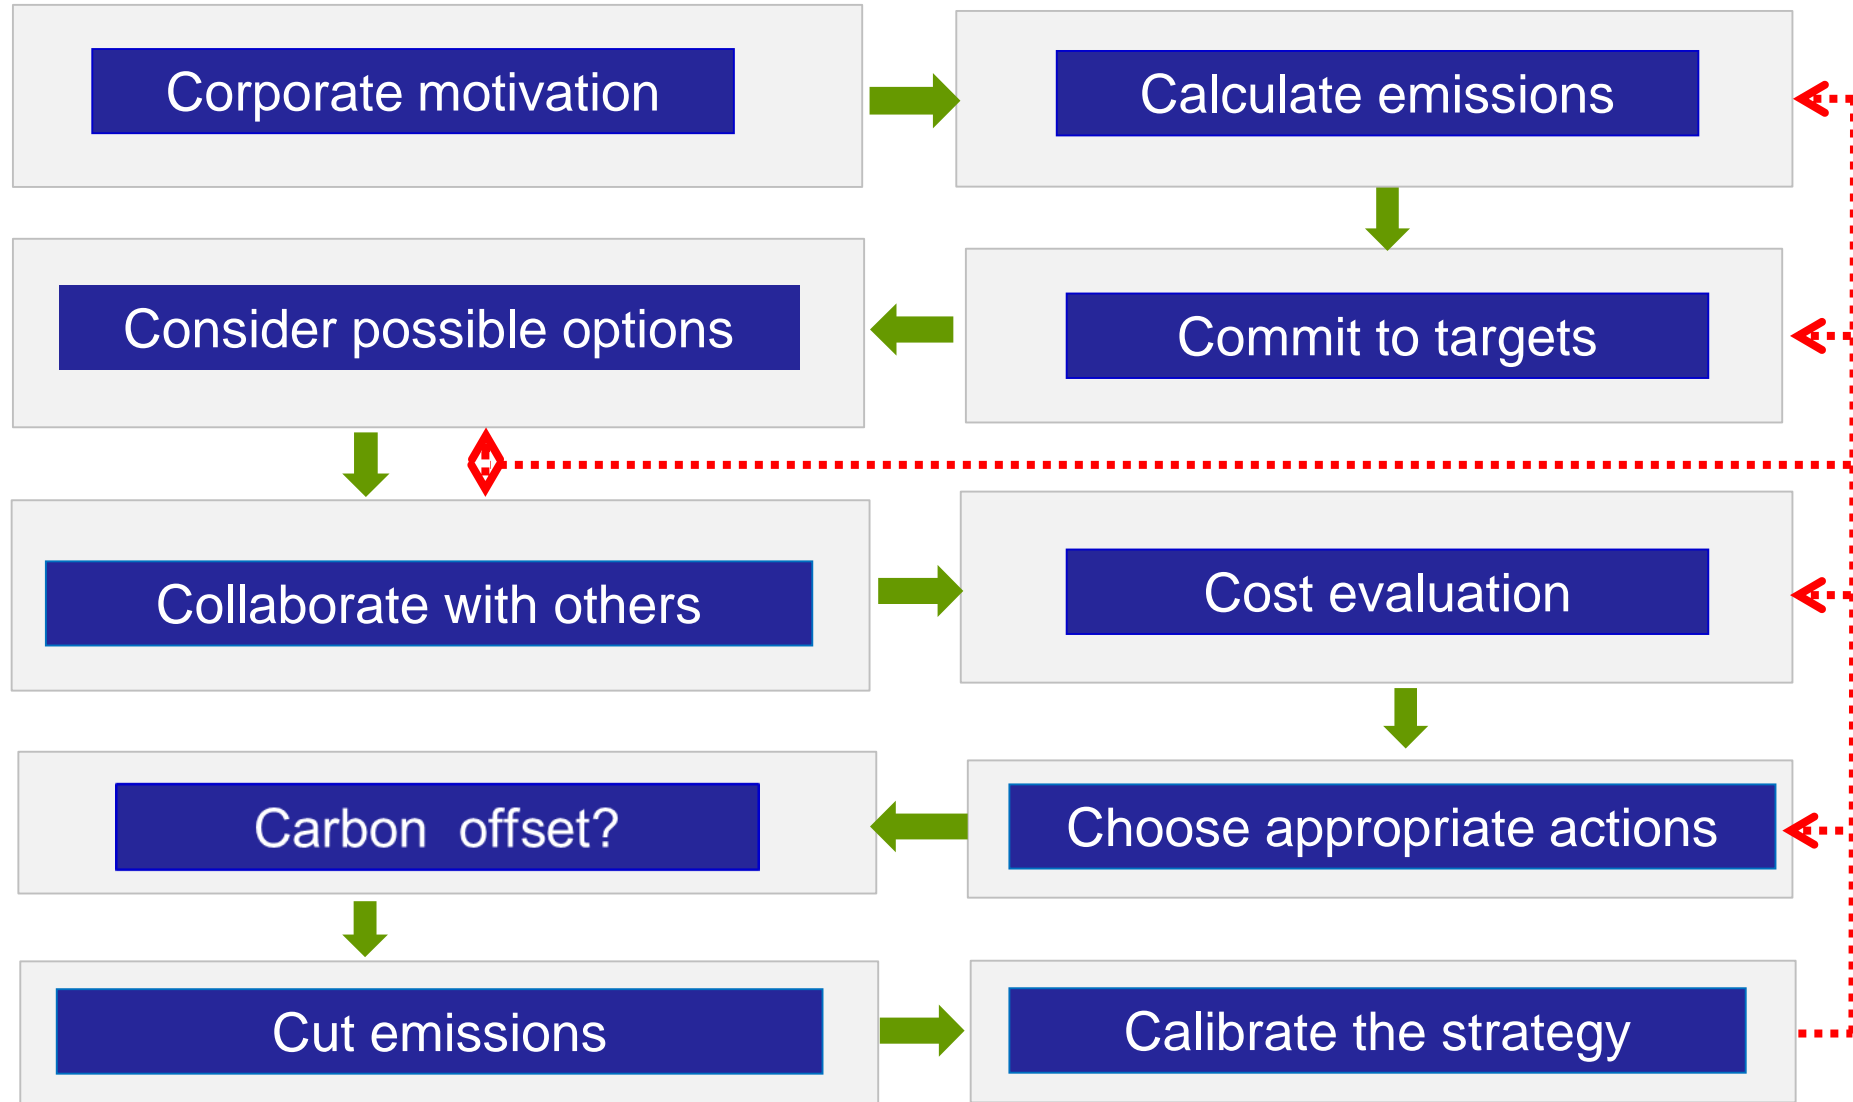 Corporate motivation
Calculate emissions
Consider possible options
Commit to targets
Collaborate with others
Cost evaluation
Carbon  offset?
Choose appropriate actions
Cut emissions
Calibrate the strategy